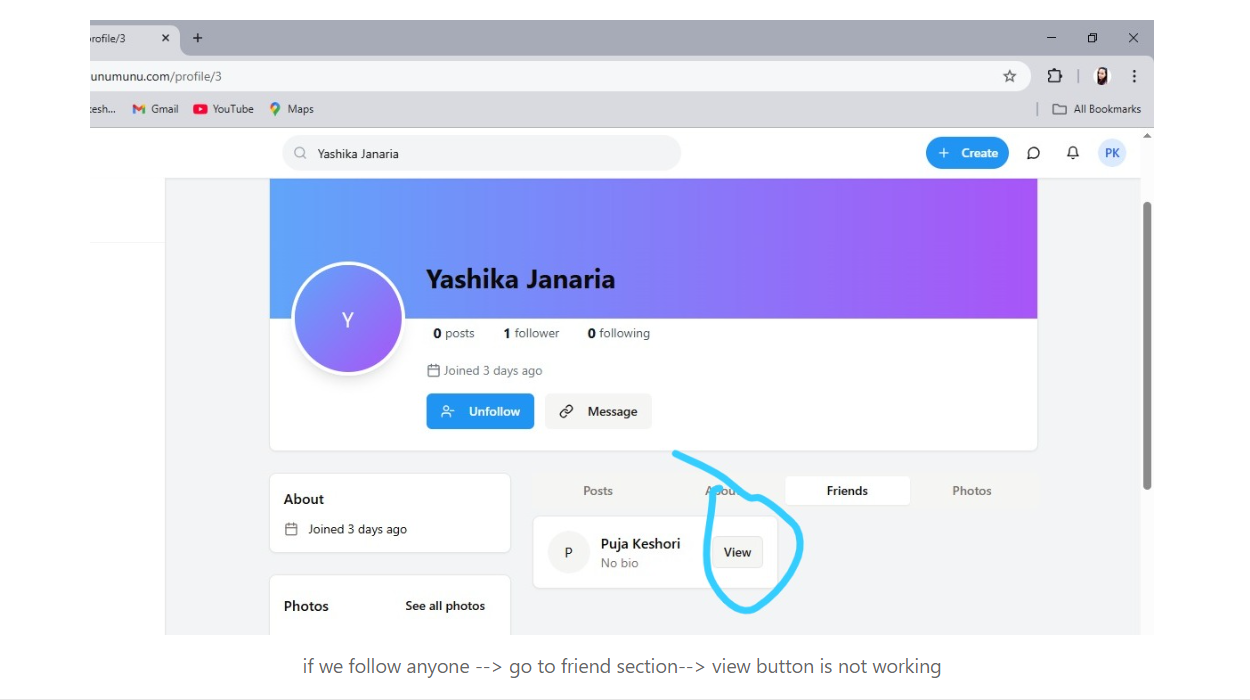 rofile/3
unumunu.com/profile/3
tesh... Gmail YouTube Maps All Bookmarks
Yashika Janaria + Create PK
Yashika Janaria
Y
0 posts 1 follower 0 following
Joined 3 days ago
Unfollow Message
About
Joined 3 days ago
Posts About Friends Photos
P Puja Keshori View
No bio
Photos See all photos
if we follow anyone --> go to friend section--> view button is not working